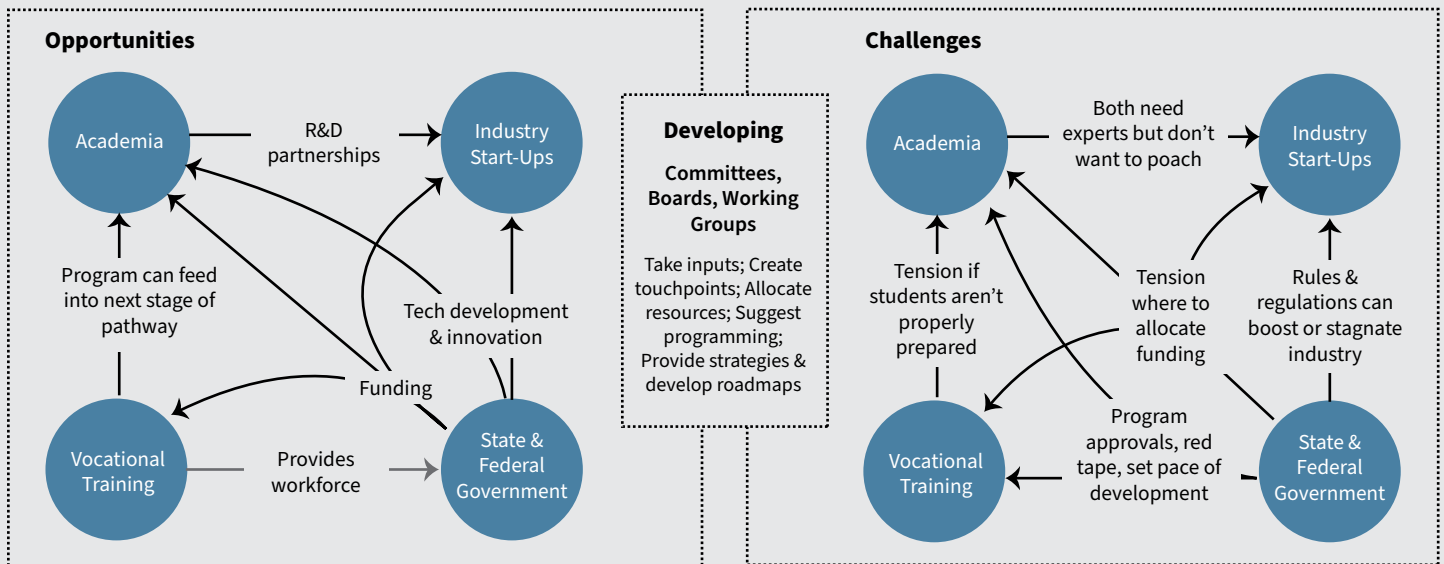 Opportunities
Academia
R&D
partnerships
Industry
Start-Ups
Program can feed
into next stage of
pathway
Tech development
& innovation
Funding
Vocational
Training
Provides
workforce
State &
Federal
Government
Developing
Committees,
Boards, Working
Groups
Take inputs; Create
touchpoints; Allocate
resources; Suggest
programming;
Provide strategies &
develop roadmaps
Challenges
Academia
Both need
experts but don’t
want to poach
Industry
Start-Ups
Tension if
students aren’t
properly
prepared
Tension
where to
allocate
funding
Rules &
regulations can
boost or stagnate
industry
Vocational
Training
Program
approvals, red
tape, set pace of
development
State &
Federal
Government